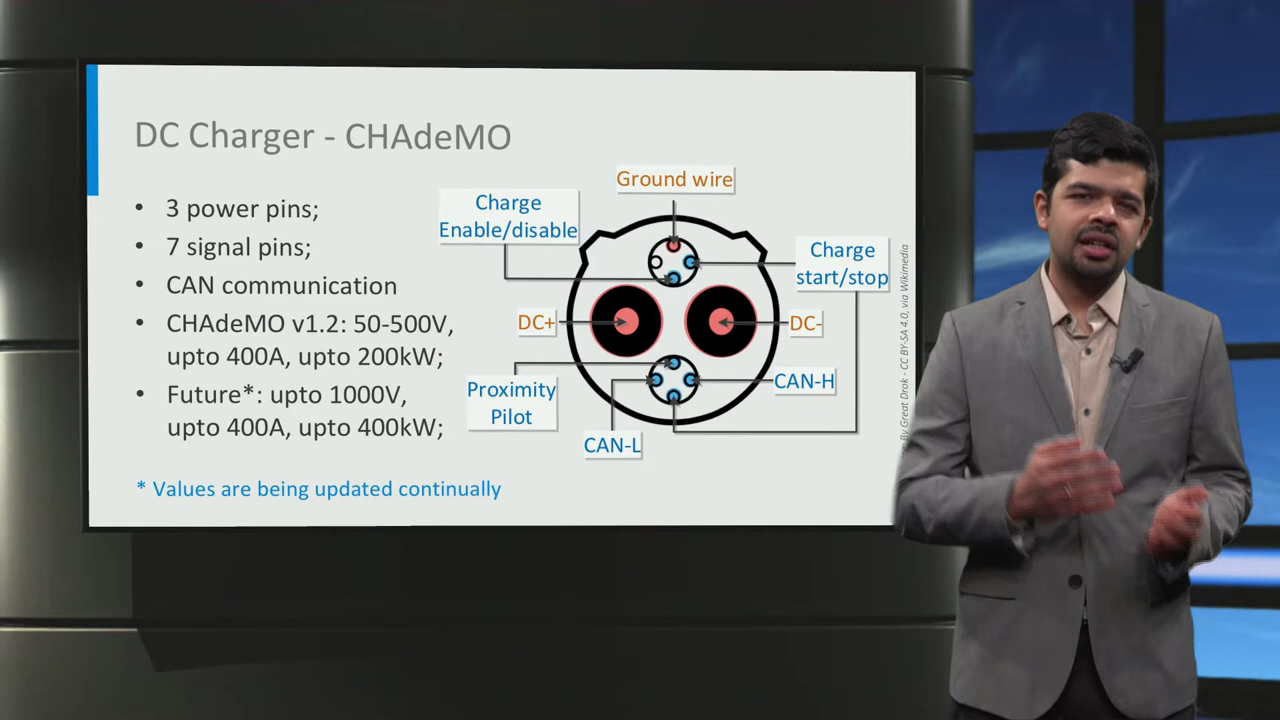 DC Charger - CHAdeMO
• 3 power pins;
• 7 signal pins;
• CAN communication
• CHAdeMO v1.2: 50-500V,
upto 400A, upto 200kW;
• Future*: upto 1000V,
upto 400A, upto 400kW;
* Values are being updated continually
Ground wire
Charge
Enable/disable
Charge
start/stop
DC+
DC-
Proximity
Pilot
CAN-H
CAN-L
By Great Drok - CC BY-SA 4.0, via Wikimedia